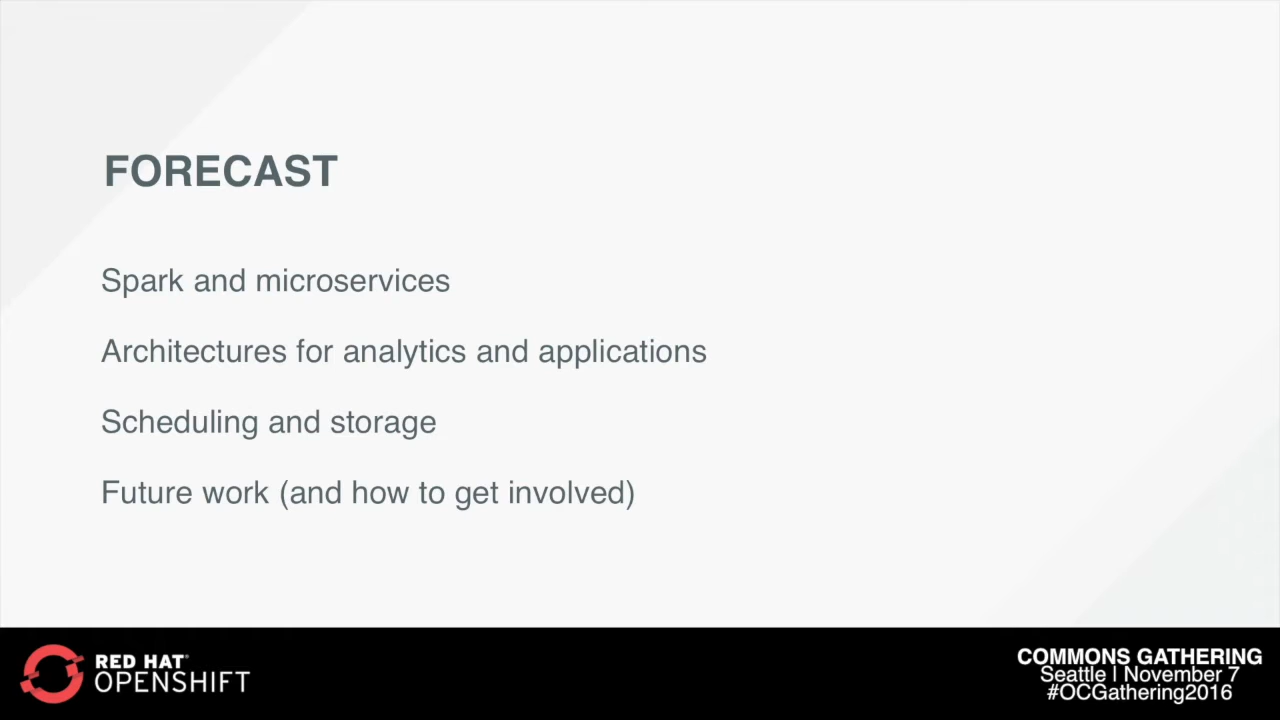 FORECAST
Spark and microservices
Architectures for analytics and applications
Scheduling and storage
Future work (and how to get involved)
RED HAT®
OPENSHIFT
COMMONS GATHERING
Seattle | November 7
#OCGathering2016